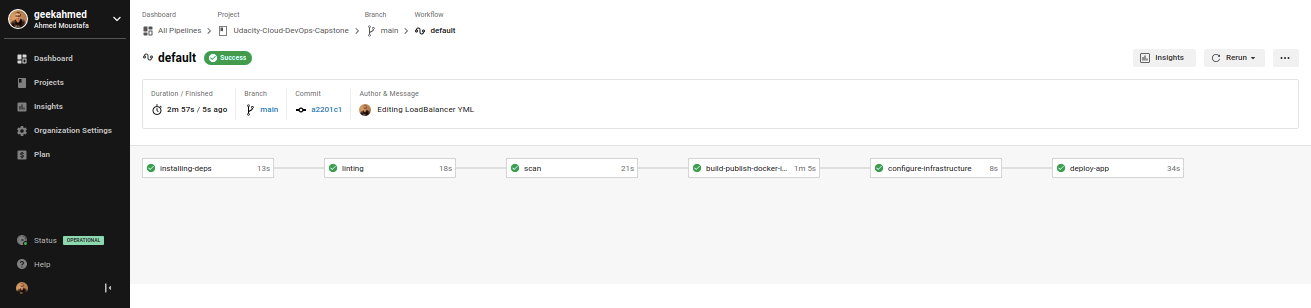 geekahmed
Ahmed Moustafa
Dashboard
Projects
Insights
Organization Settings
Plan
Status OPERATIONAL
Help
Dashboard Project Branch Workflow
All Pipelines Udacity-Cloud-DevOps-Capstone main default
default Success Insights Rerun
Duration / Finished Branch Commit Author & Message
2m 57s / 5s ago main a2201c1 Editing LoadBalancer YML
installing-deps 13s linting 18s scan 21s build-publish-docker-i... 1m 5s configure-infrastructure 8s deploy-app 34s